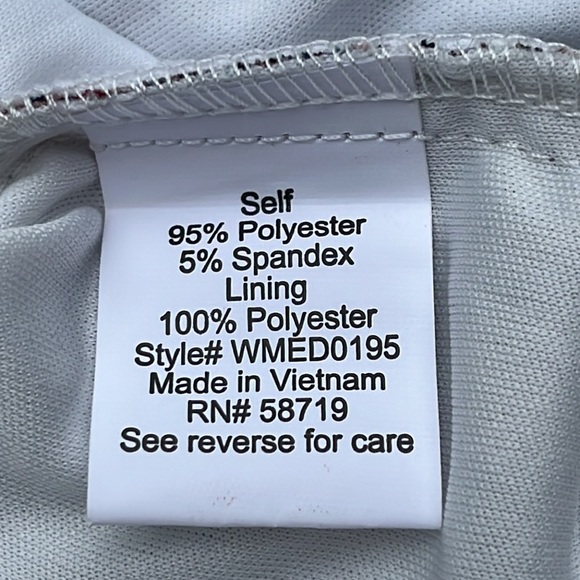 Self
95% Polyester
5% Spandex
Lining
100% Polyester
Style# WMED0195
Made in Vietnam
RN# 58719
See reverse for care